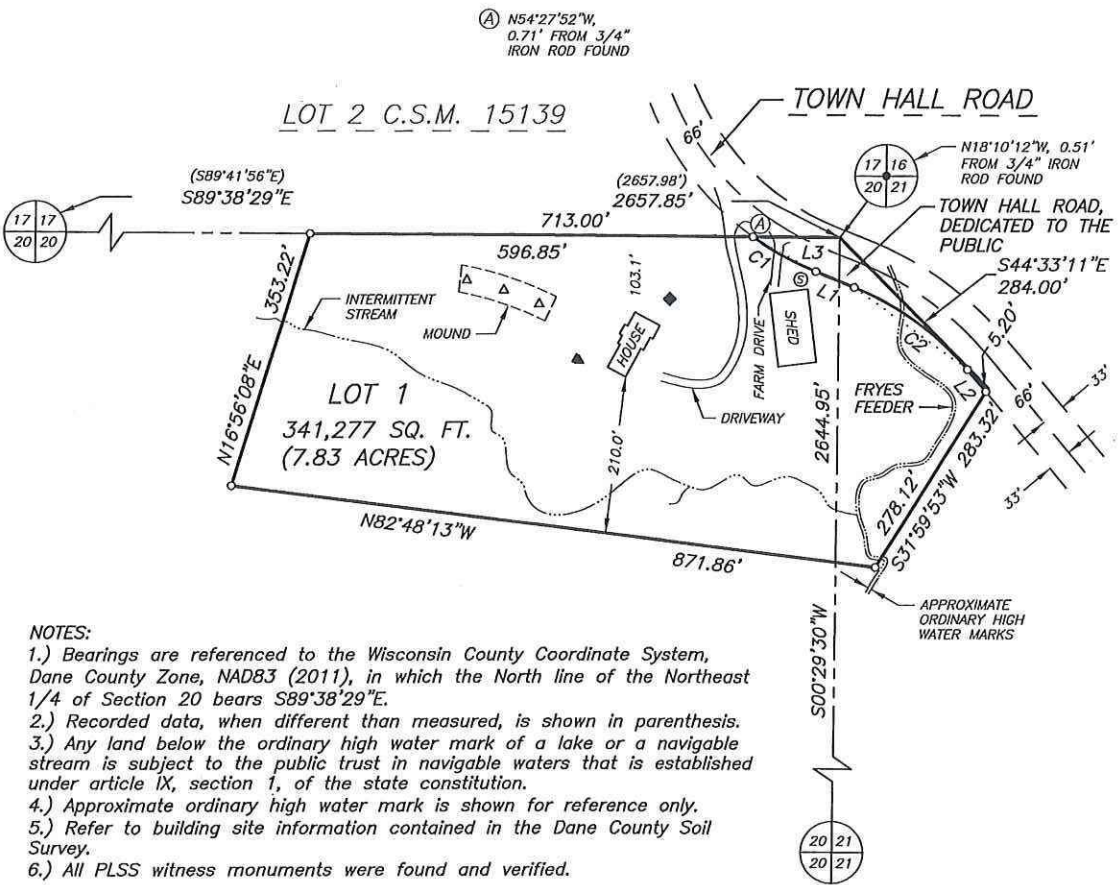 Ⓐ N54°27'52"W,
0.71' FROM 3/4"
IRON ROD FOUND
LOT 2 C.S.M. 15139
TOWN HALL ROAD
66'
N18°10'12"W, 0.51'
FROM 3/4" IRON
ROD FOUND
17 16
20 21
(S89°41'56"E)
S89°38'29"E
(2657.98')
2657.85'
TOWN HALL ROAD,
DEDICATED TO THE
PUBLIC
17 17
20 20
713.00'
A
596.85'
C1
L3
S
L1
S44°33'11"E
284.00'
353.22'
INTERMITTENT
STREAM
MOUND
103.1'
HOUSE
FARM DRIVE
SHED
C2
5.20'
L2
33'
66'
33'
N16°56'08"E
LOT 1
341,277 SQ. FT.
(7.83 ACRES)
210.0'
DRIVEWAY
2644.95'
FRYES
FEEDER
278.12'
S31°59'53"W 283.32'
N82°48'13"W
871.86'
APPROXIMATE
ORDINARY HIGH
WATER MARKS
S00°29'30"W
20 21
20 21
NOTES:
1.) Bearings are referenced to the Wisconsin County Coordinate System,
Dane County Zone, NAD83 (2011), in which the North line of the Northeast
1/4 of Section 20 bears S89°38'29"E.
2.) Recorded data, when different than measured, is shown in parenthesis.
3.) Any land below the ordinary high water mark of a lake or a navigable
stream is subject to the public trust in navigable waters that is established
under article IX, section 1, of the state constitution.
4.) Approximate ordinary high water mark is shown for reference only.
5.) Refer to building site information contained in the Dane County Soil
Survey.
6.) All PLSS witness monuments were found and verified.